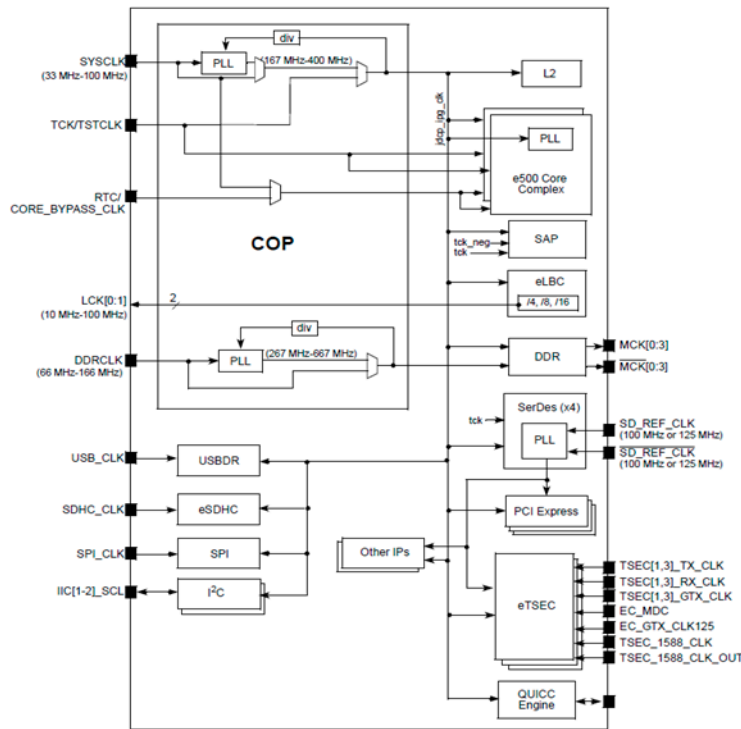 div
SYSCLK
(33 MHz-100 MHz)
PLL
(167 MHz-400 MHz)
L2
TCK/TSTCLK
jdcp_ipg_clk
PLL
e500 Core
Complex
RTC/
CORE_BYPASS_CLK
COP
tck_neg
tck
SAP
eLBC
/4, /8, /16
LCK[0:1]
(10 MHz-100 MHz)
2
div
DDRCLK
(66 MHz-166 MHz)
PLL
(267 MHz-667 MHz)
DDR
MCK[0:3]
MCK[0:3]
SerDes (x4)
tck
PLL
SD_REF_CLK
(100 MHz or 125 MHz)
SD_REF_CLK
(100 MHz or 125 MHz)
USB_CLK
USBDR
SDHC_CLK
eSDHC
PCI Express
SPI_CLK
SPI
Other IPs
IIC[1-2]_SCL
I²C
eTSEC
TSEC[1,3]_TX_CLK
TSEC[1,3]_RX_CLK
TSEC[1,3]_GTX_CLK
EC_MDC
EC_GTX_CLK125
TSEC_1588_CLK
TSEC_1588_CLK_OUT
QUICC
Engine